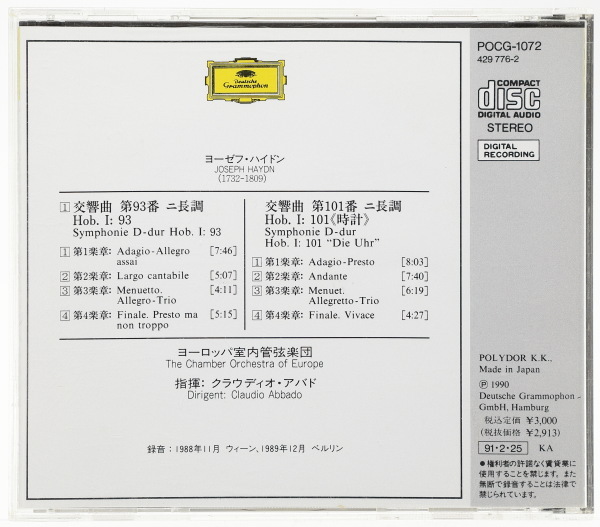 Deutsche
Grammophon
ヨーゼフ・ハイドン
JOSEPH HAYDN
(1732–1809)
1 交響曲 第93番 ニ長調
Hob. I: 93
Symphonie D-dur Hob. I: 93
1 第1楽章: Adagio-Allegro assai [7:46]
2 第2楽章: Largo cantabile [5:07]
3 第3楽章: Menuetto. Allegro-Trio [4:11]
4 第4楽章: Finale. Presto ma non troppo [5:15]
交響曲 第101番 ニ長調
Hob. I: 101《時計》
Symphonie D-dur
Hob. I: 101 "Die Uhr"
1 第1楽章: Adagio-Presto [8:03]
2 第2楽章: Andante [7:40]
3 第3楽章: Menuet. Allegretto-Trio [6:19]
4 第4楽章: Finale. Vivace [4:27]
ヨーロッパ室内管弦楽団
The Chamber Orchestra of Europe
指揮: クラウディオ・アバド
Dirigent: Claudio Abbado
録音：1988年11月 ウィーン、1989年12月 ベルリン
POCG-1072
429 776-2
COMPACT
disc
DIGITAL AUDIO
STEREO
DIGITAL
RECORDING
POLYDOR K.K.,
Made in Japan
℗ 1990
Deutsche Grammophon -
GmbH, Hamburg
税込定価 ¥3,000
(税抜価格 ¥2,913)
91・2・25 KA
●権利者の許諾なく賃貸業に
使用することを禁じます。また
無断で録音することは法律で
禁じられています。